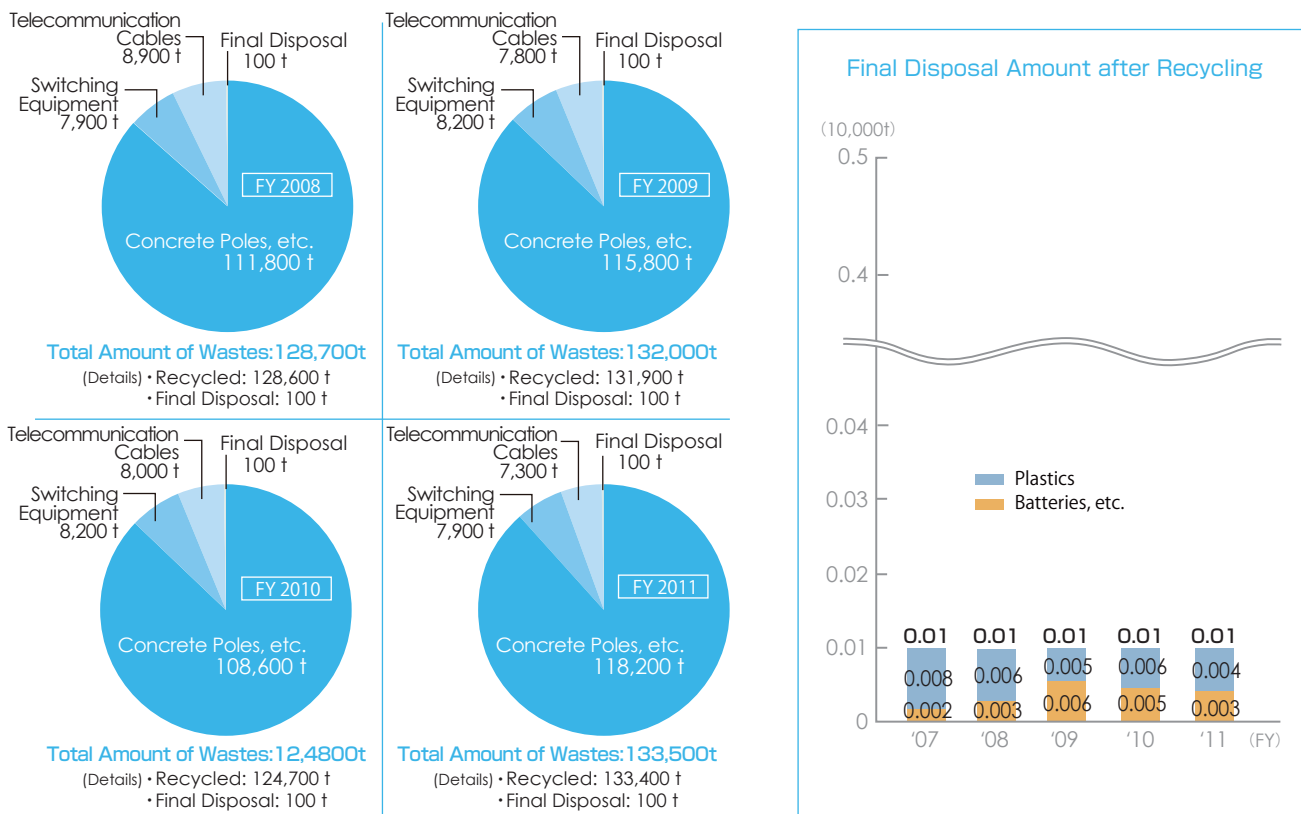 Telecommunication
Cables
8,900 t
Final Disposal
100 t
Switching
Equipment
7,900 t
FY 2008
Concrete Poles, etc.
111,800 t
Total Amount of Wastes:128,700t
(Details) ・Recycled: 128,600 t
・Final Disposal: 100 t
Telecommunication
Cables
7,800 t
Final Disposal
100 t
Switching
Equipment
8,200 t
FY 2009
Concrete Poles, etc.
115,800 t
Total Amount of Wastes:132,000t
(Details) ・Recycled: 131,900 t
・Final Disposal: 100 t
Telecommunication
Cables
8,000 t
Final Disposal
100 t
Switching
Equipment
8,200 t
FY 2010
Concrete Poles, etc.
108,600 t
Total Amount of Wastes:12,4800t
(Details) ・Recycled: 124,700 t
・Final Disposal: 100 t
Telecommunication
Cables
7,300 t
Final Disposal
100 t
Switching
Equipment
7,900 t
FY 2011
Concrete Poles, etc.
118,200 t
Total Amount of Wastes:133,500t
(Details) ・Recycled: 133,400 t
・Final Disposal: 100 t
Final Disposal Amount after Recycling
(10,000t)
0.5
0.4
0.04
0.03
0.02
0.01
0
Plastics
Batteries, etc.
0.01 0.01 0.01 0.01 0.01
0.008 0.006 0.005 0.006 0.004
0.002 0.003 0.006 0.005 0.003
‘07 ‘08 ‘09 ‘10 ‘11 (FY)